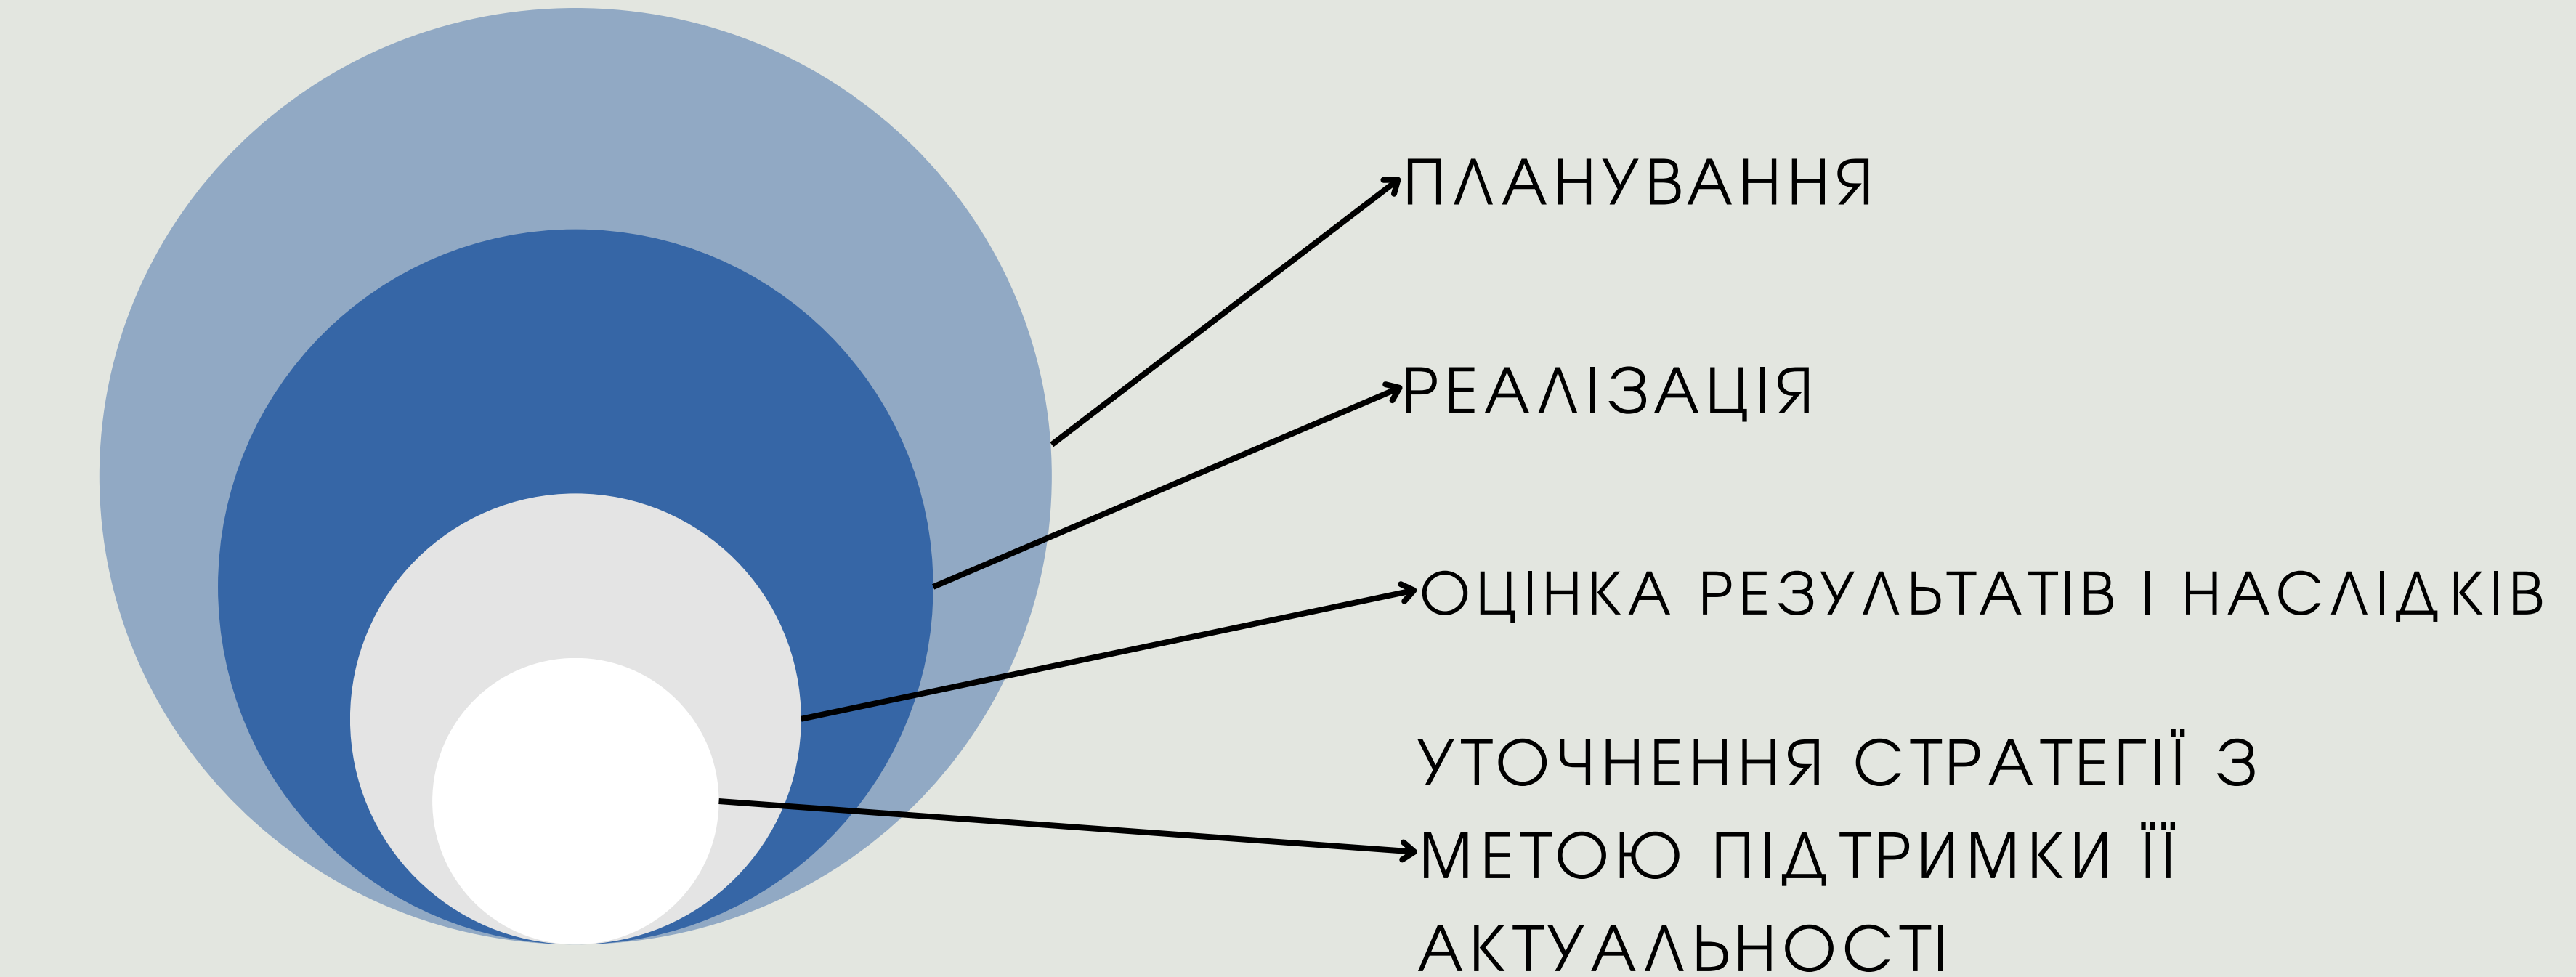 ПЛАНУВАННЯ
РЕАЛІЗАЦІЯ
ОЦІНКА РЕЗУЛЬТАТІВ І НАСЛІДКІВ
УТОЧНЕННЯ СТРАТЕГІЇ З
МЕТОЮ ПІДТРИМКИ ЇЇ
АКТУАЛЬНОСТІ